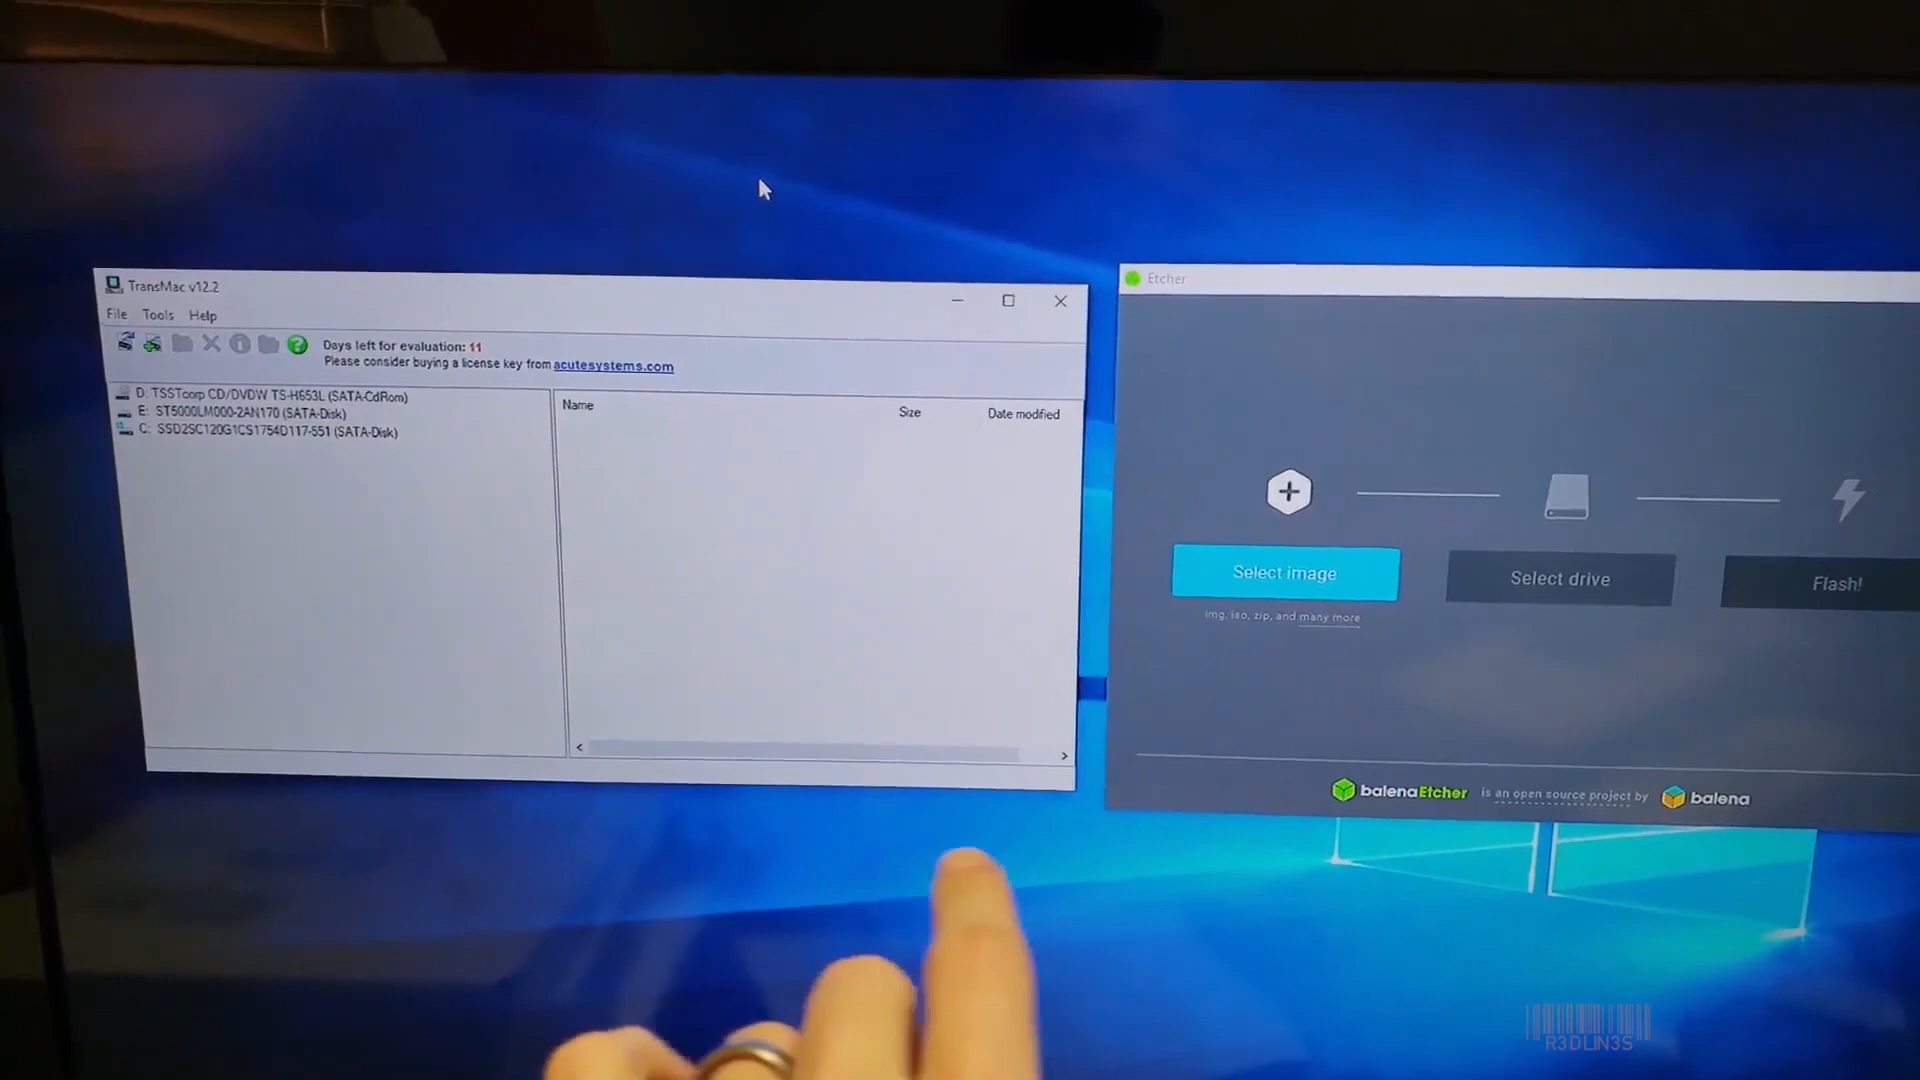 TransMac v12.2
File Tools Help
Days left for evaluation: 11
Please consider buying a license key from acutesystems.com
D: TSSTcorp CD/DVDW TS-H653L (SATA-CdRom)
E: ST5000LM000-2AN170 (SATA-Disk)
C: SSD2SC120G1CS1754D117-551 (SATA-Disk)
Name Size Date modified
Etcher
Select image
Select drive
Flash!
img, iso, zip, and many more
balenaEtcher is an open source project by balena
R3DLIN3S